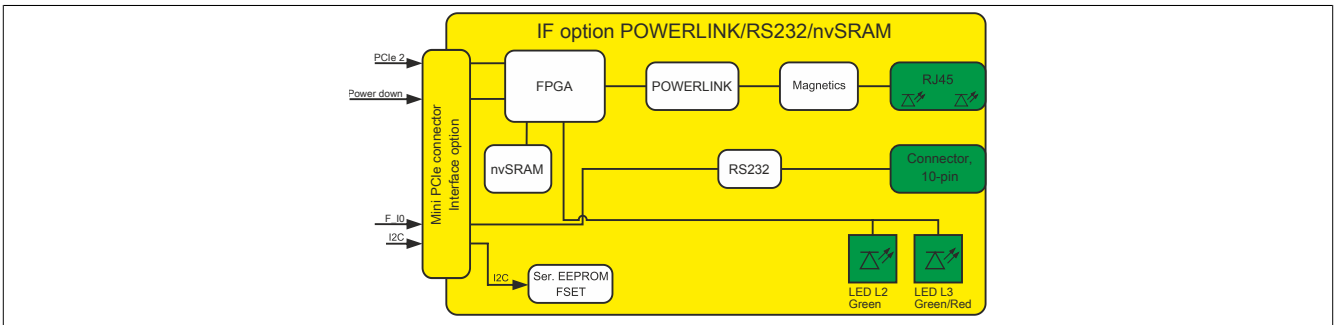 IF option POWERLINK/RS232/nvSRAM
PCIe 2
Power down
F_I0
I2C
Mini PCIe connector
Interface option
FPGA
POWERLINK
Magnetics
RJ45
nvSRAM
RS232
Connector,
10-pin
I2C
Ser. EEPROM
FSET
LED L2
Green
LED L3
Green/Red